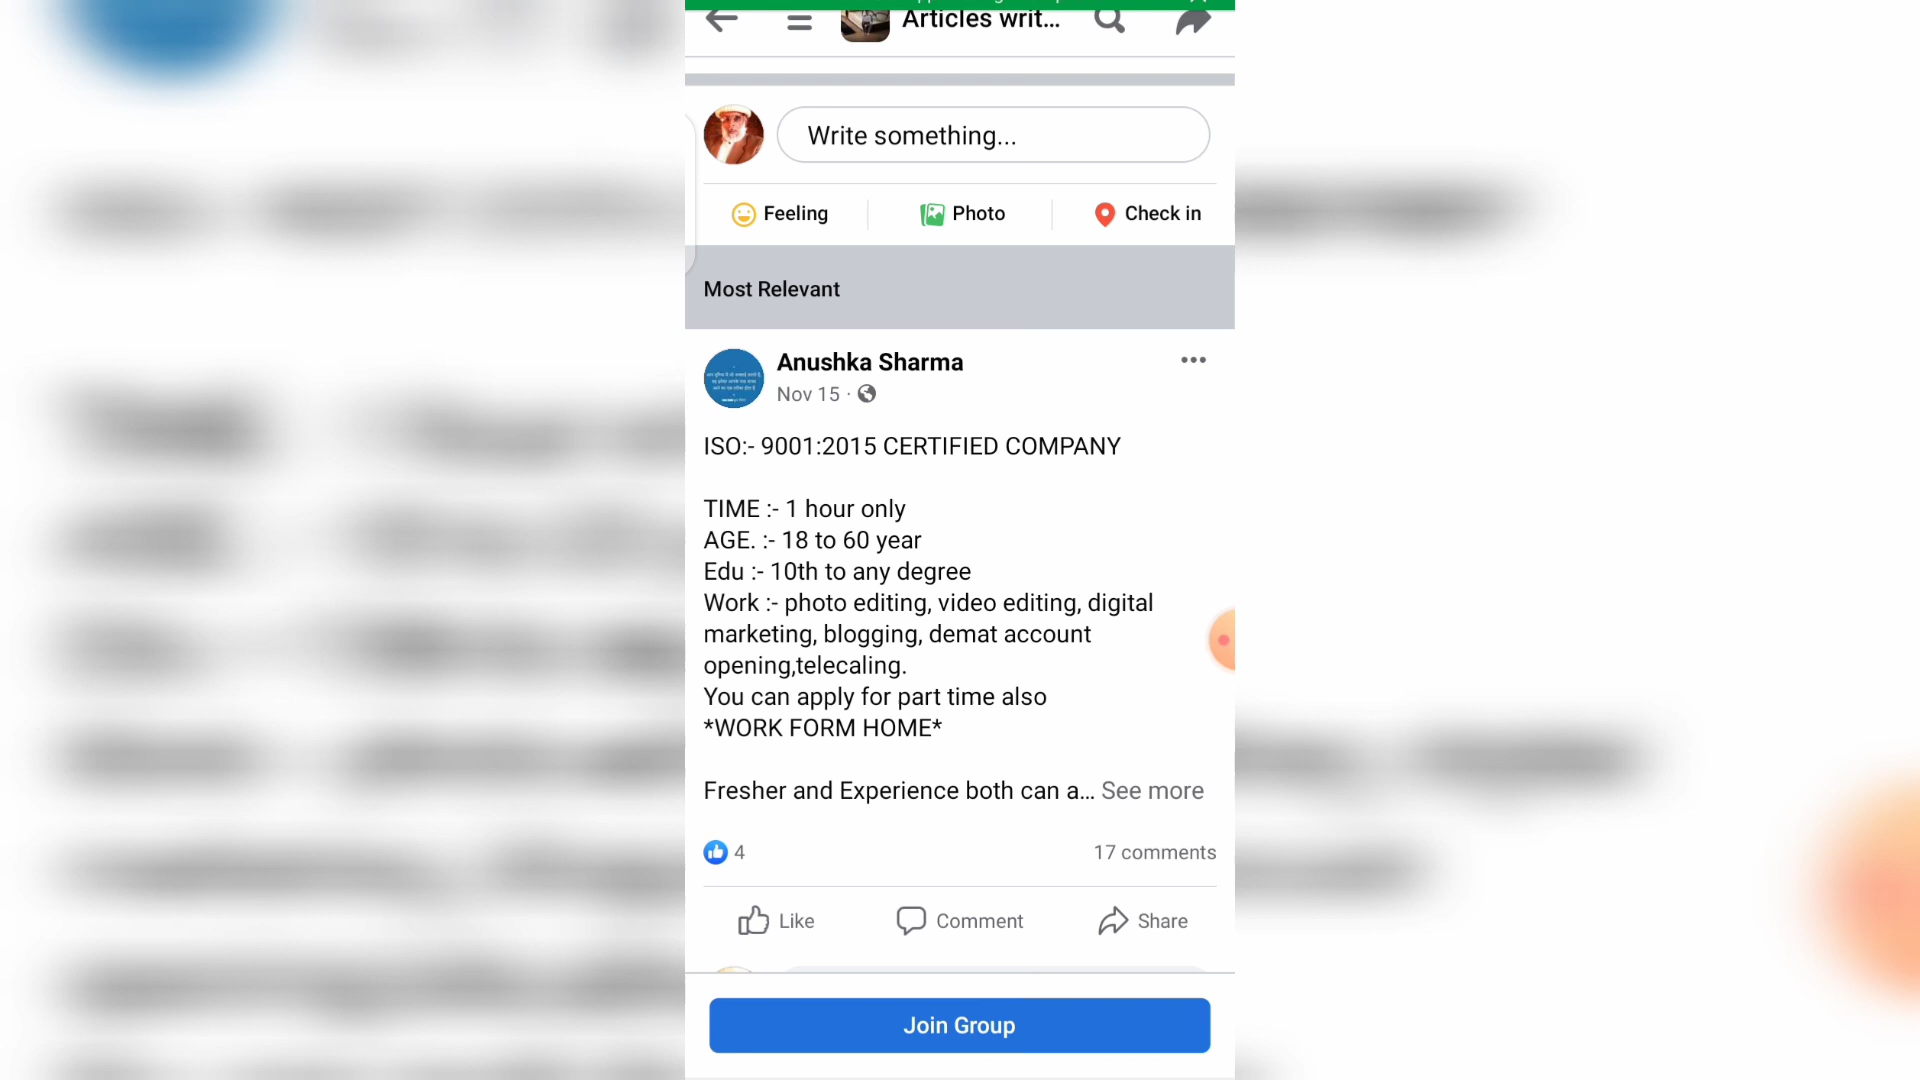 Articles writ...
Write something...
Feeling
Photo
Check in
Most Relevant
Anushka Sharma
Nov 15 ·
ISO:- 9001:2015 CERTIFIED COMPANY
TIME :- 1 hour only
AGE. :- 18 to 60 year
Edu :- 10th to any degree
Work :- photo editing, video editing, digital
marketing, blogging, demat account
opening,telecaling.
You can apply for part time also
*WORK FORM HOME*
Fresher and Experience both can a... See more
4
17 comments
Like
Comment
Share
Join Group